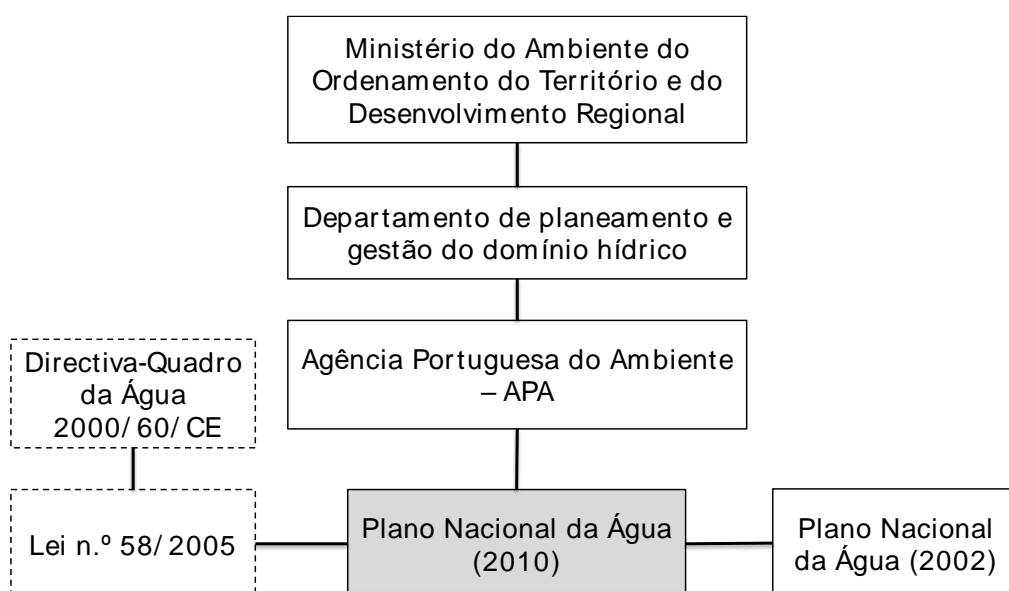 Ministério do Ambiente do
Ordenamento do Território e do
Desenvolvimento Regional
Departamento de planeamento e
gestão do domínio hídrico
Agência Portuguesa do Ambiente
– APA
Directiva-Quadro
da Água
2000/60/CE
Lei n.º 58/2005
Plano Nacional da Água
(2010)
Plano Nacional
da Água (2002)